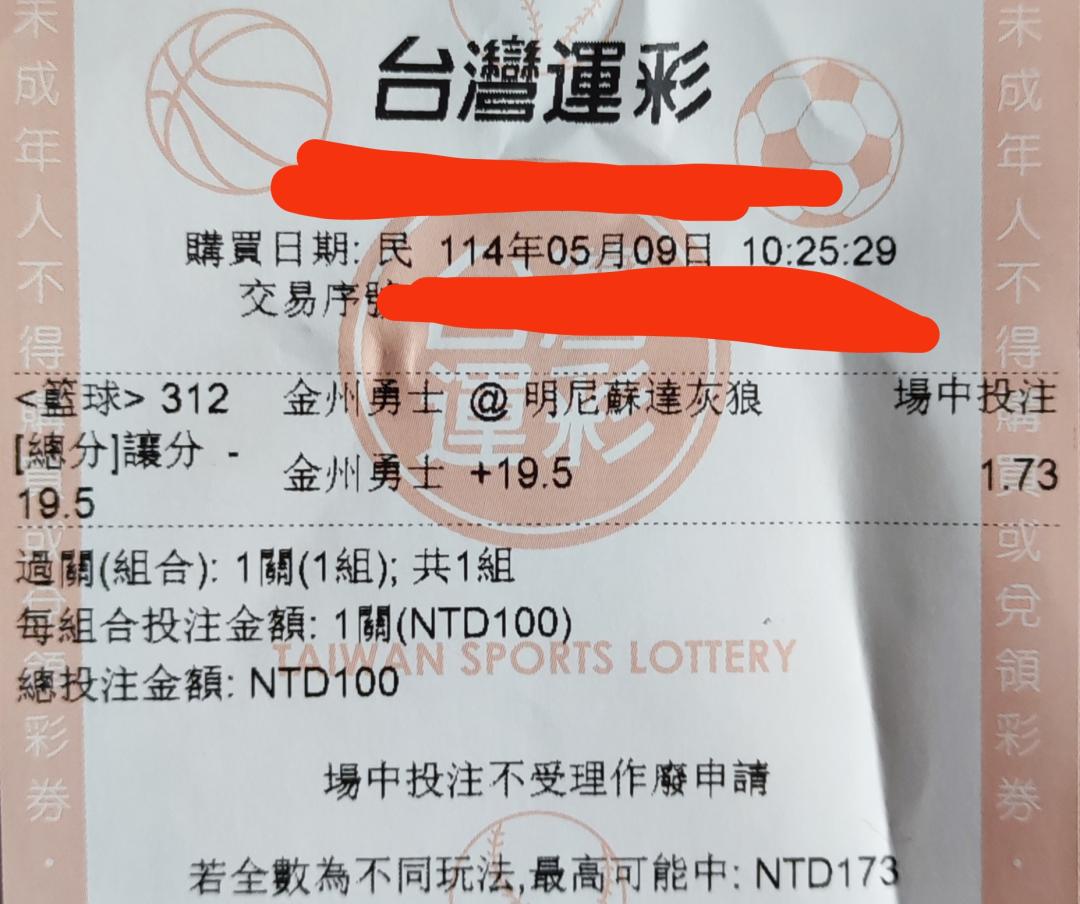 台灣運彩
購買日期: 民 114年05月09日 10:25:29
交易序號
<籃球> 312 金州勇士 @ 明尼蘇達灰狼 場中投注
[總分]讓分 -
19.5
金州勇士 +19.5 1.73
過關(組合): 1關(1組); 共1組
每組合投注金額: 1關(NTD100)
TAIWAN SPORTS LOTTERY
總投注金額: NTD100
場中投注不受理作廢申請
若全數為不同玩法,最高可能中: NTD173
未成年人不得購買或兌領彩券.
未成年人不得購買或兌領彩券.